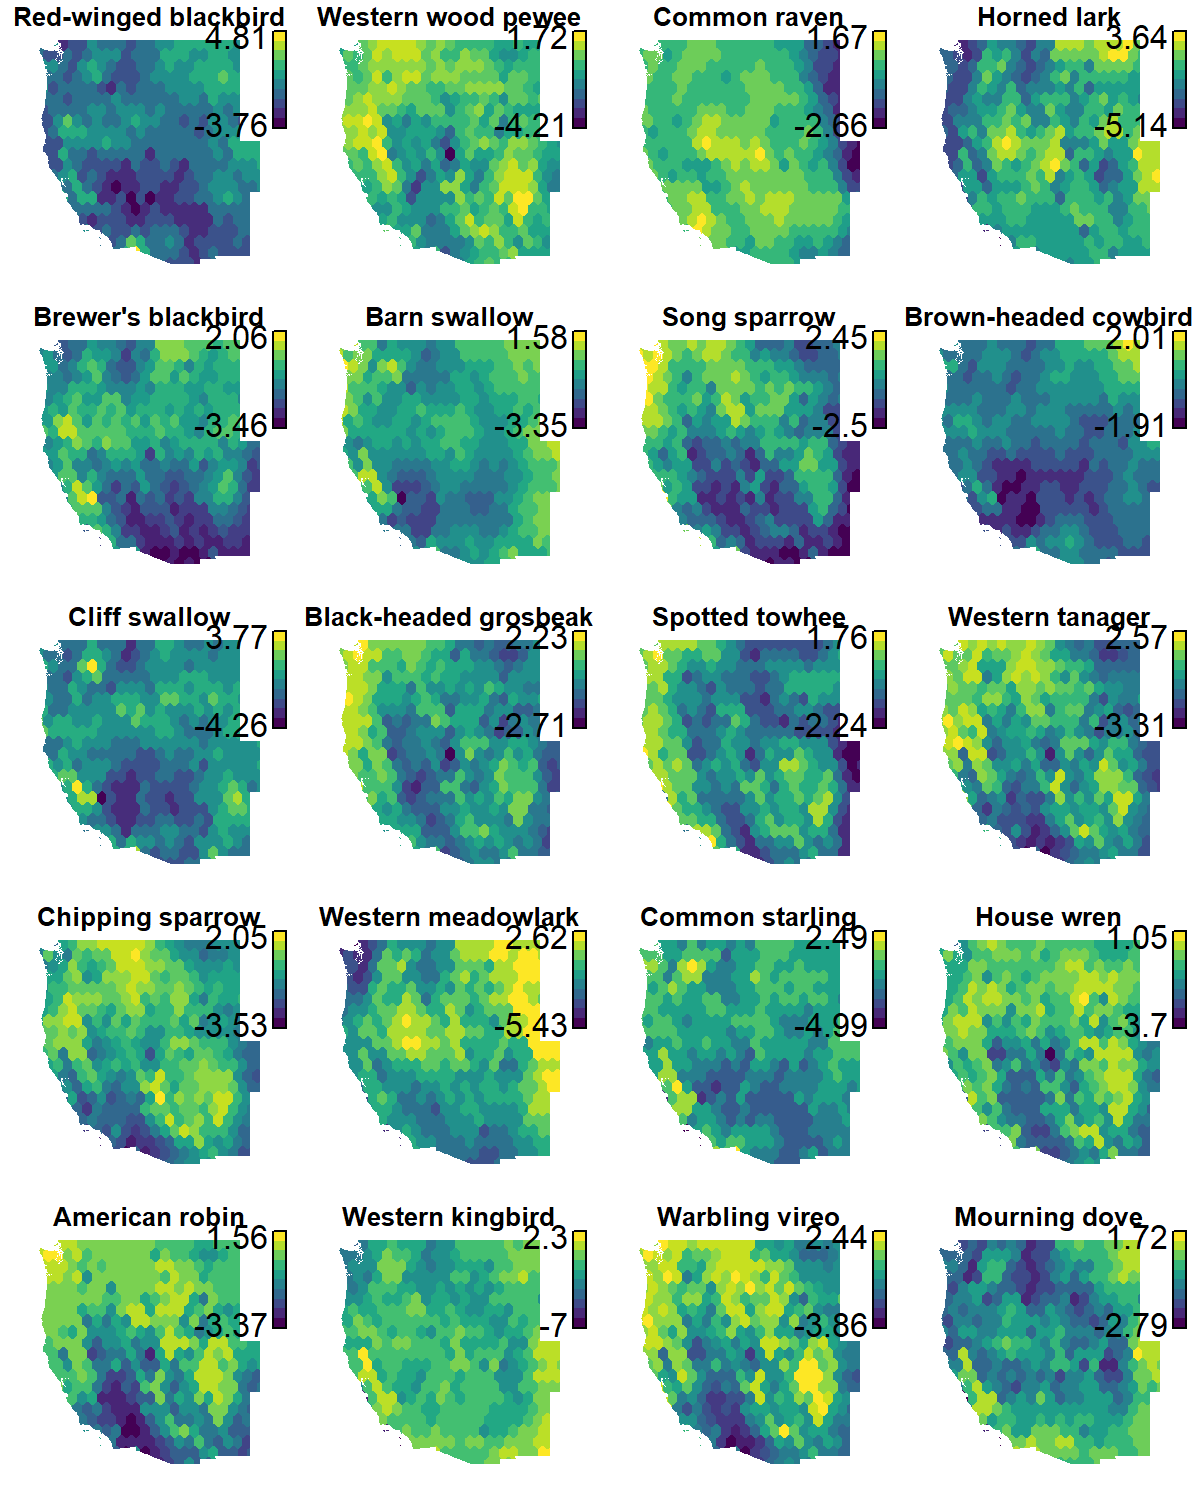 Red-winged blackbird
4.81
-3.76
Western wood pewee
1.72
-4.21
Common raven
1.67
-2.66
Horned lark
3.64
-5.14
Brewer's blackbird
2.06
-3.46
Barn swallow
1.58
-3.35
Song sparrow
2.45
-2.5
Brown-headed cowbird
2.01
-1.91
Cliff swallow
3.77
-4.26
Black-headed grosbeak
2.23
-2.71
Spotted towhee
1.76
-2.24
Western tanager
2.57
-3.31
Chipping sparrow
2.05
-3.53
Western meadowlark
2.62
-5.43
Common starling
2.49
-4.99
House wren
1.05
-3.7
American robin
1.56
-3.37
Western kingbird
2.3
-7
Warbling vireo
2.44
-3.86
Mourning dove
1.72
-2.79